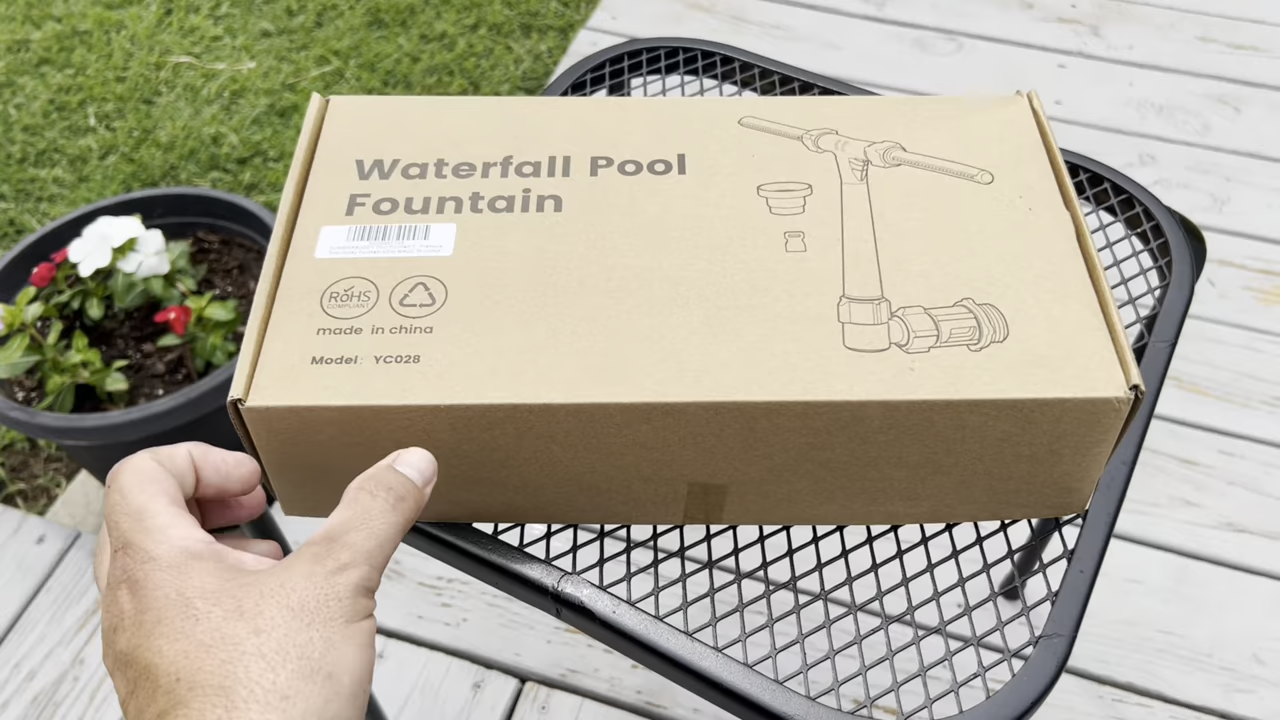 Waterfall Pool
Fountain
RoHS
COMPLIANT
made in china
Model: YC028